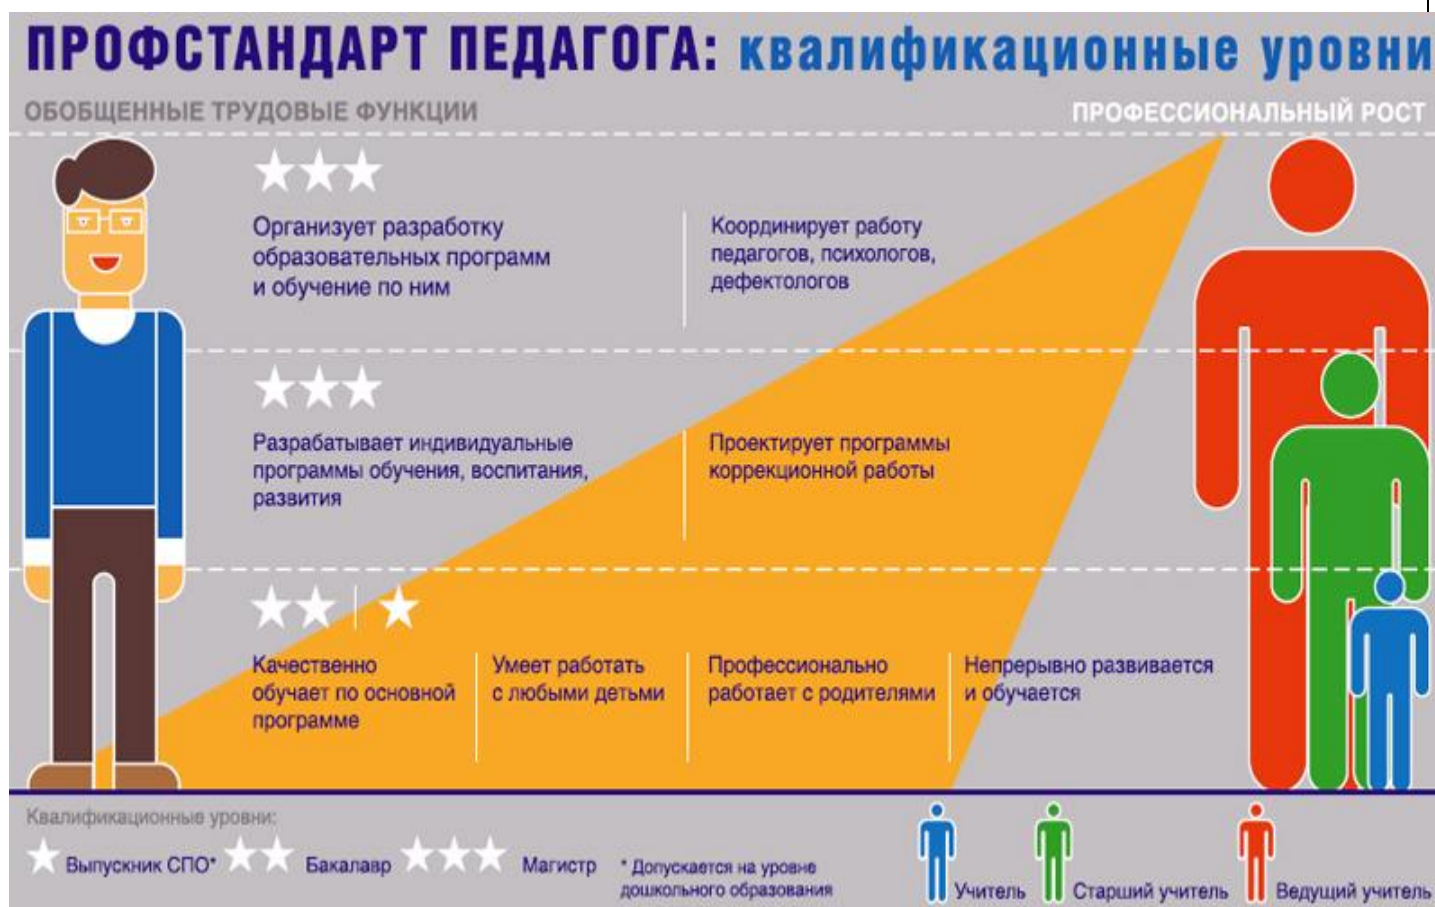 ПРОФСТАНДАРТ ПЕДАГОГА: квалификационные уровни
ОБОБЩЕННЫЕ ТРУДОВЫЕ ФУНКЦИИ
ПРОФЕССИОНАЛЬНЫЙ РОСТ
Организует разработку
образовательных программ
и обучение по ним
Координирует работу
педагогов, психологов,
дефектологов
Разрабатывает индивидуальные
программы обучения, воспитания,
развития
Проектирует программы
коррекционной работы
Качественно
обучает по основной
программе
Умеет работать
с любыми детьми
Профессионально
работает с родителями
Непрерывно развивается
и обучается
Квалификационные уровни:
Выпускник СПО*
Бакалавр
Магистр
* Допускается на уровне
дошкольного образования
Учитель
Старший учитель
Ведущий учитель